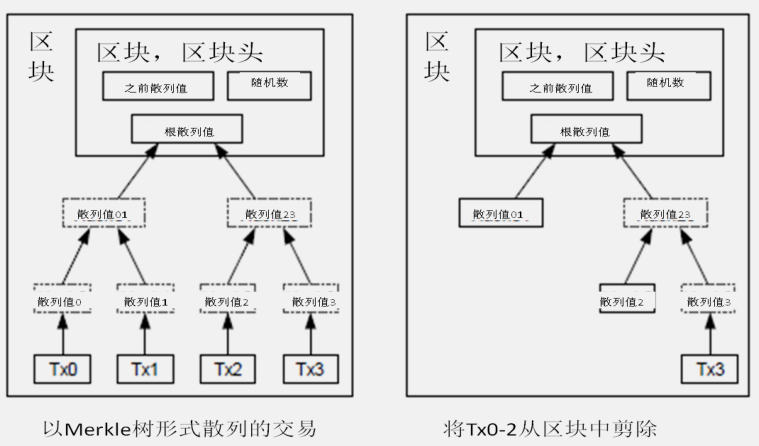 区块
区块，区块头
之前散列值
随机数
根散列值
散列值01
散列值23
散列值0
散列值1
散列值2
散列值3
Tx0
Tx1
Tx2
Tx3
以Merkle树形式散列的交易
区块
区块，区块头
之前散列值
随机数
根散列值
散列值01
散列值23
散列值2
散列值3
Tx3
将Tx0-2从区块中剪除